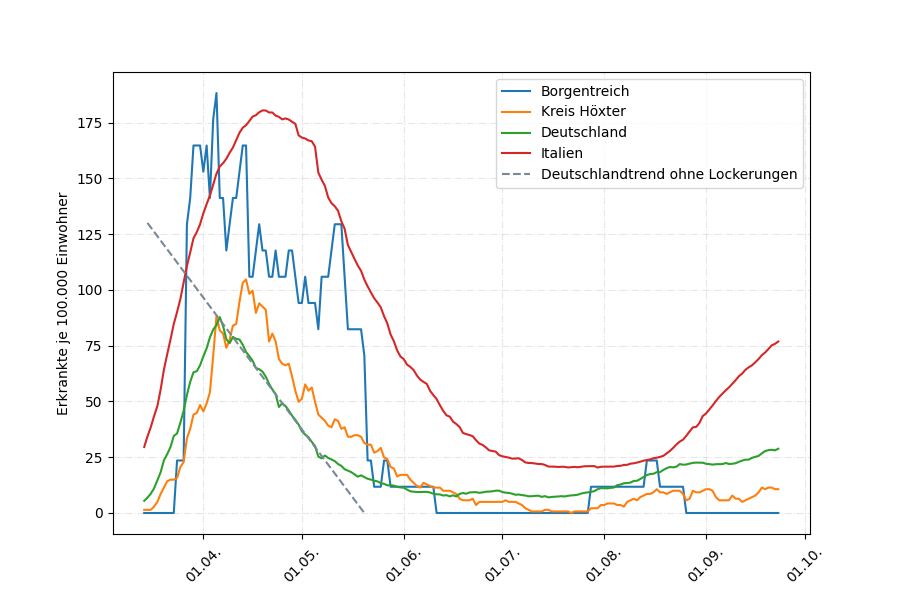 Borgentreich
Kreis Höxter
Deutschland
Italien
Deutschlandtrend ohne Lockerungen
Erkrankte je 100.000 Einwohner
175
150
125
100
75
50
25
0
01.04.
01.05.
01.06.
01.07.
01.08.
01.09.
01.10.